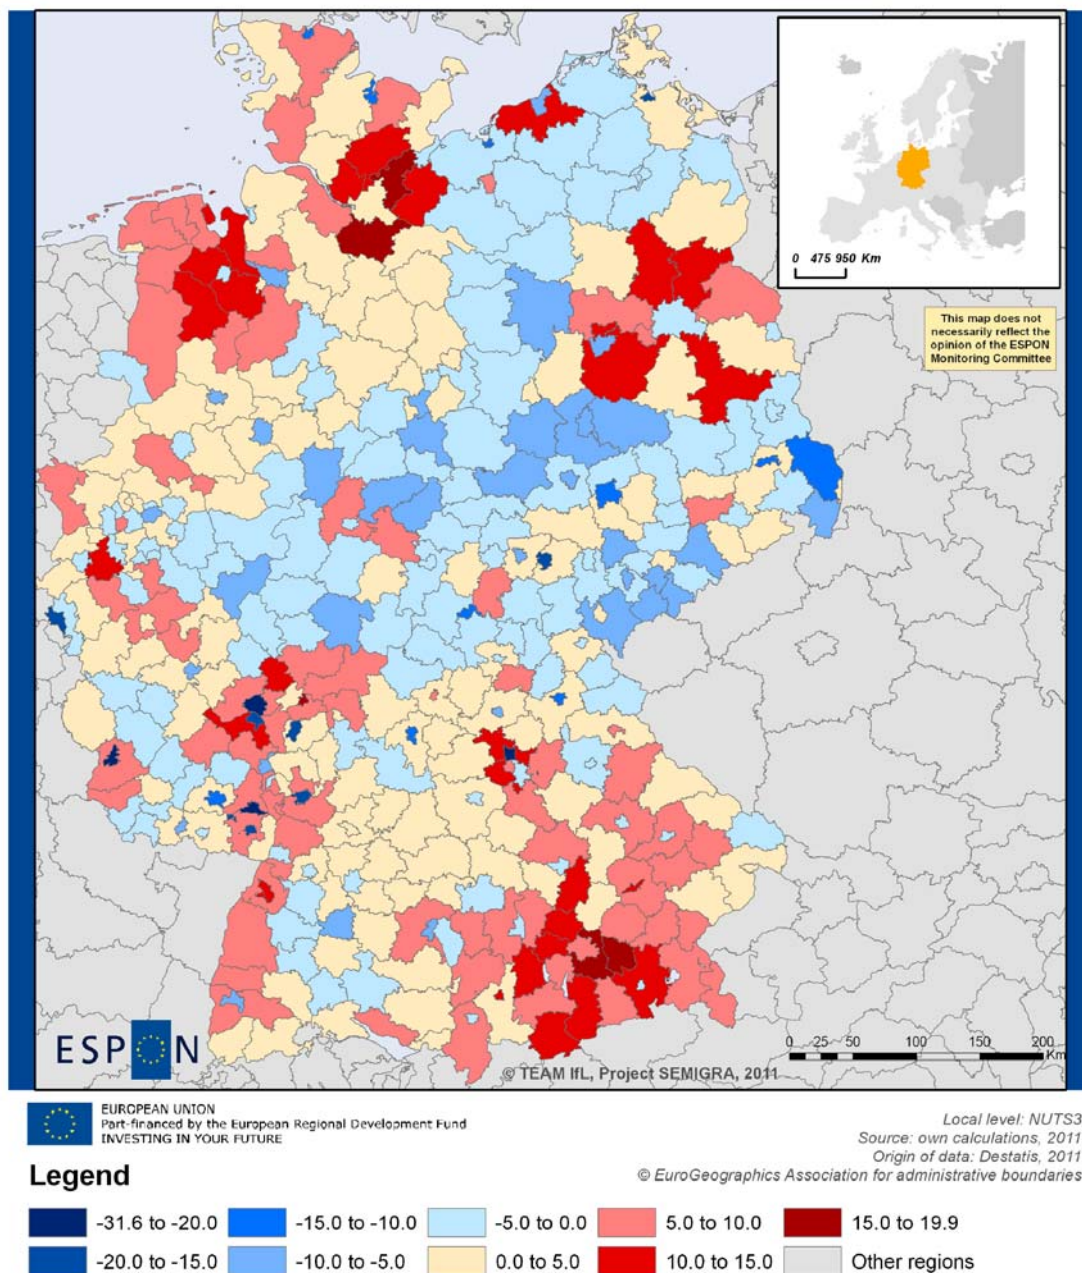 0 475 950 Km
This map does not
necessarily reflect the
opinion of the ESPON
Monitoring Committee
ESPON
0 25 50 100 150 200
Km
© TEAM IfL, Project SEMIGRA, 2011
EUROPEAN UNION
Part-financed by the European Regional Development Fund
INVESTING IN YOUR FUTURE
Local level: NUTS3
Source: own calculations, 2011
Origin of data: Destatis, 2011
© EuroGeographics Association for administrative boundaries
Legend
-31.6 to -20.0 -15.0 to -10.0 -5.0 to 0.0 5.0 to 10.0 15.0 to 19.9
-20.0 to -15.0 -10.0 to -5.0 0.0 to 5.0 10.0 to 15.0 Other regions